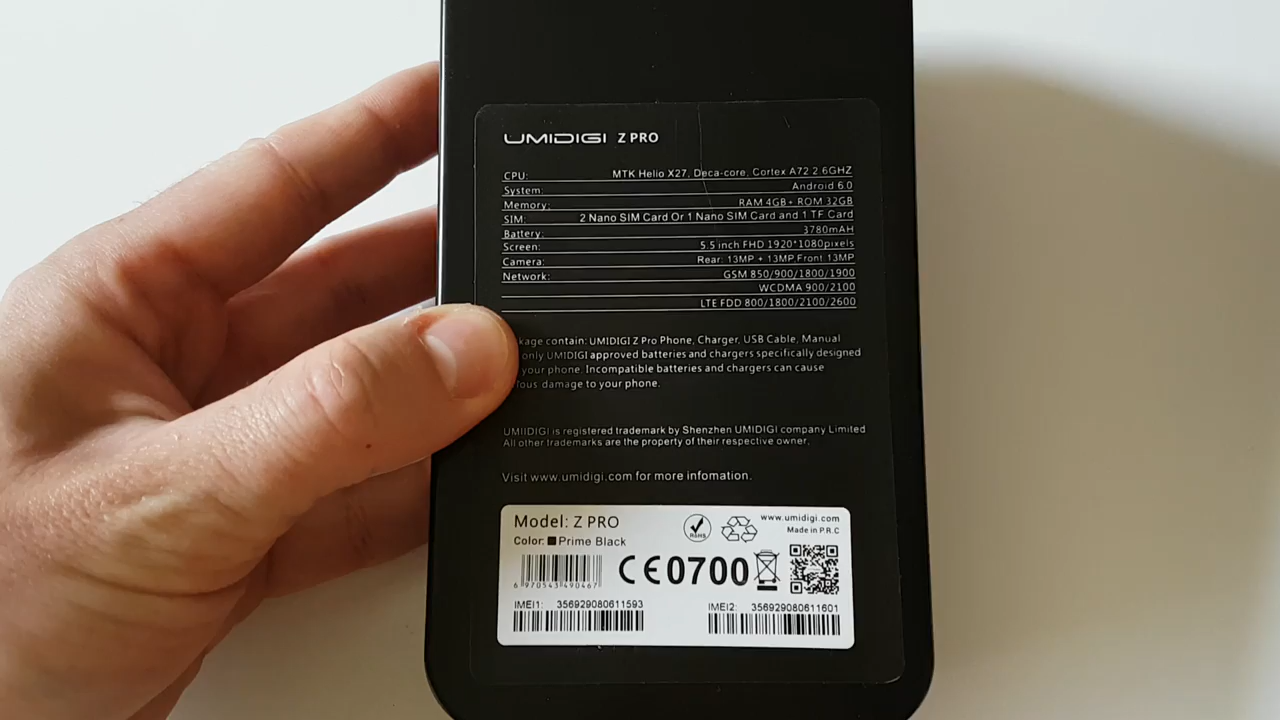 UMIDIGI Z PRO
CPU: MTK Helio X27, Deca-core, Cortex A72 2.6GHZ
System: Android 6.0
Memory: RAM 4GB+ ROM 32GB
SIM: 2 Nano SIM Card Or 1 Nano SIM Card and 1 TF Card
Battery: 3780mAH
Screen: 5.5 inch FHD 1920*1080pixels
Camera: Rear: 13MP + 13MP.Front 13MP
Network: GSM 850/900/1800/1900
WCDMA 900/2100
LTE FDD 800/1800/2100/2600
contain: UMIDIGI Z Pro Phone, Charger, USB Cable, Manual
only UMIDIGI approved batteries and chargers specifically designed
your phone. Incompatible batteries and chargers can cause
damage to your phone.
UMIIDIGI is registered trademark by Shenzhen UMIDIGI company Limited
All other trademarks are the property of their respective owner.
Visit www.umidigi.com for more infomation.
Model: Z PRO
Color: Prime Black
RoHS
www.umidigi.com
Made in P.R.C
6 970543 490467
CE0700
IMEI1: 356929080611593
IMEI2: 356929080611601